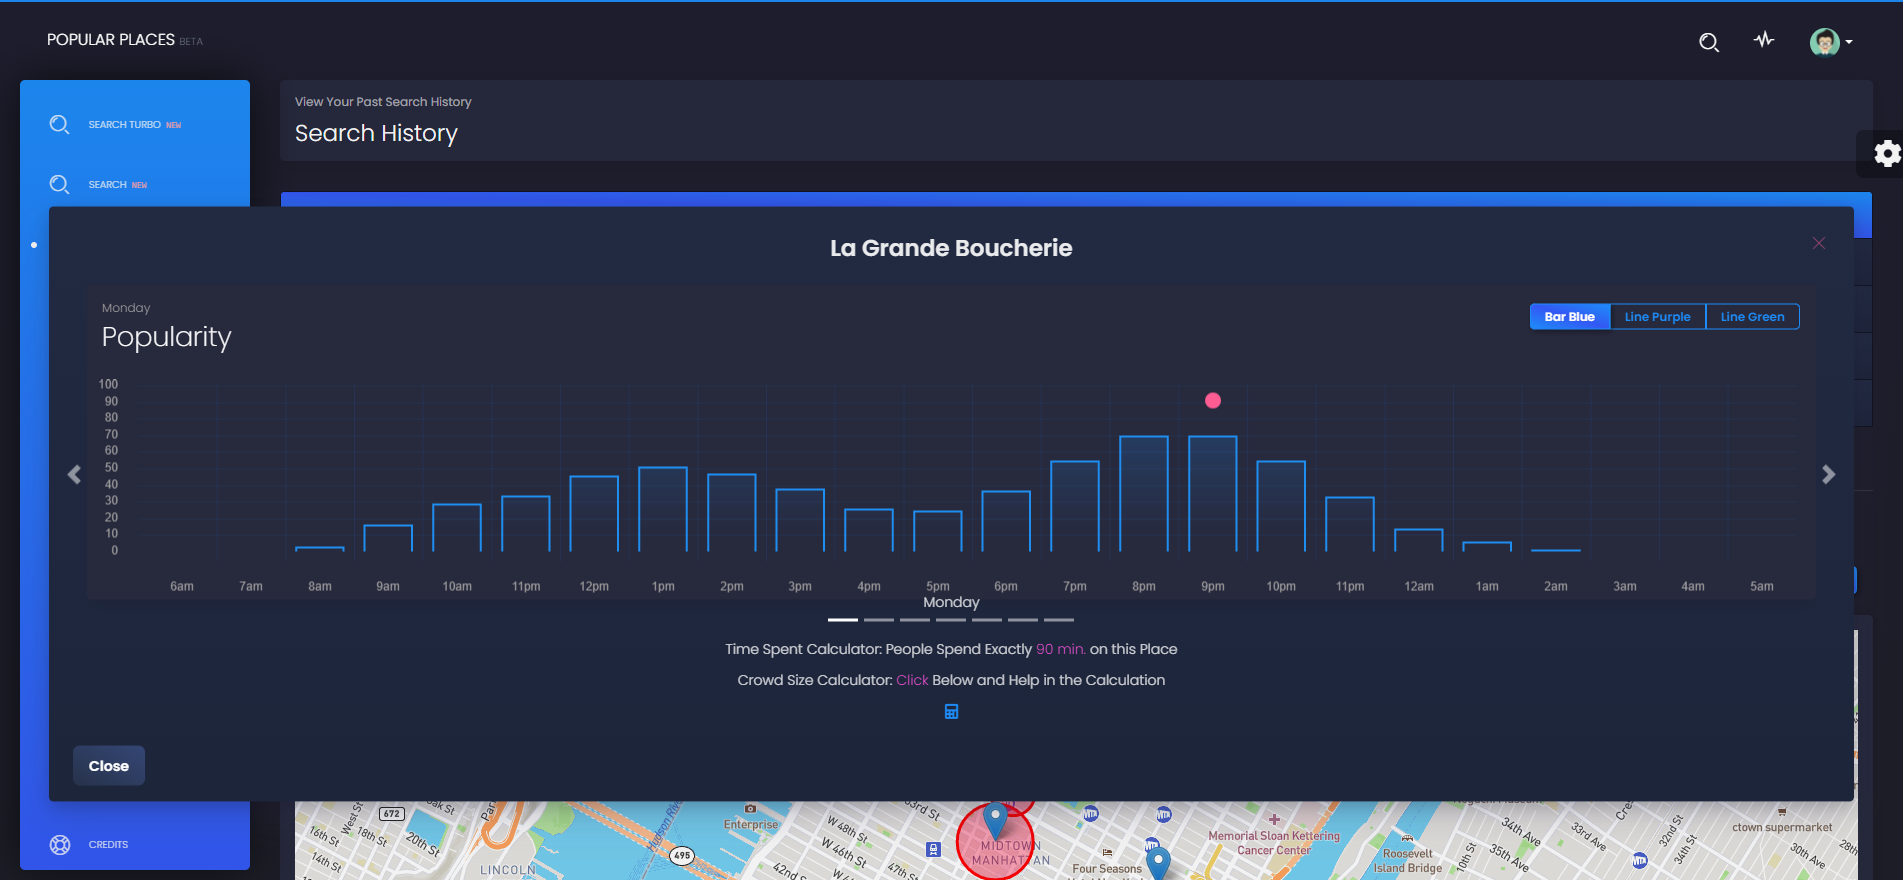 POPULAR PLACES BETA
SEARCH TURBO NEW
SEARCH NEW
View Your Past Search History
Search History
La Grande Boucherie
Monday
Popularity
Bar Blue
Line Purple
Line Green
100
90
80
70
60
50
40
30
20
10
0
6am 7am 8am 9am 10am 11pm 12pm 1pm 2pm 3pm 4pm 5pm 6pm 7pm 8pm 9pm 10pm 11pm 12am 1am 2am 3am 4am 5am
Monday
Time Spent Calculator: People Spend Exactly 90 min. on this Place
Crowd Size Calculator: Click Below and Help in the Calculation
Close
CREDITS
672
West St
16th St
18th St
20th St
14th St
LINCOLN
Hudson River
495
Enterprise
42nd
W 48th St
W 46th St
47th St
53rd St
MIDTOWN
MANHATTAN
Four Seasons
Memorial Sloan Kettering
Cancer Center
Roosevelt
Island Bridge
10th St
34th Ave
35th Ave
33rd Ave
32nd St
34th St
30th Ave
28th
ctown supermarket